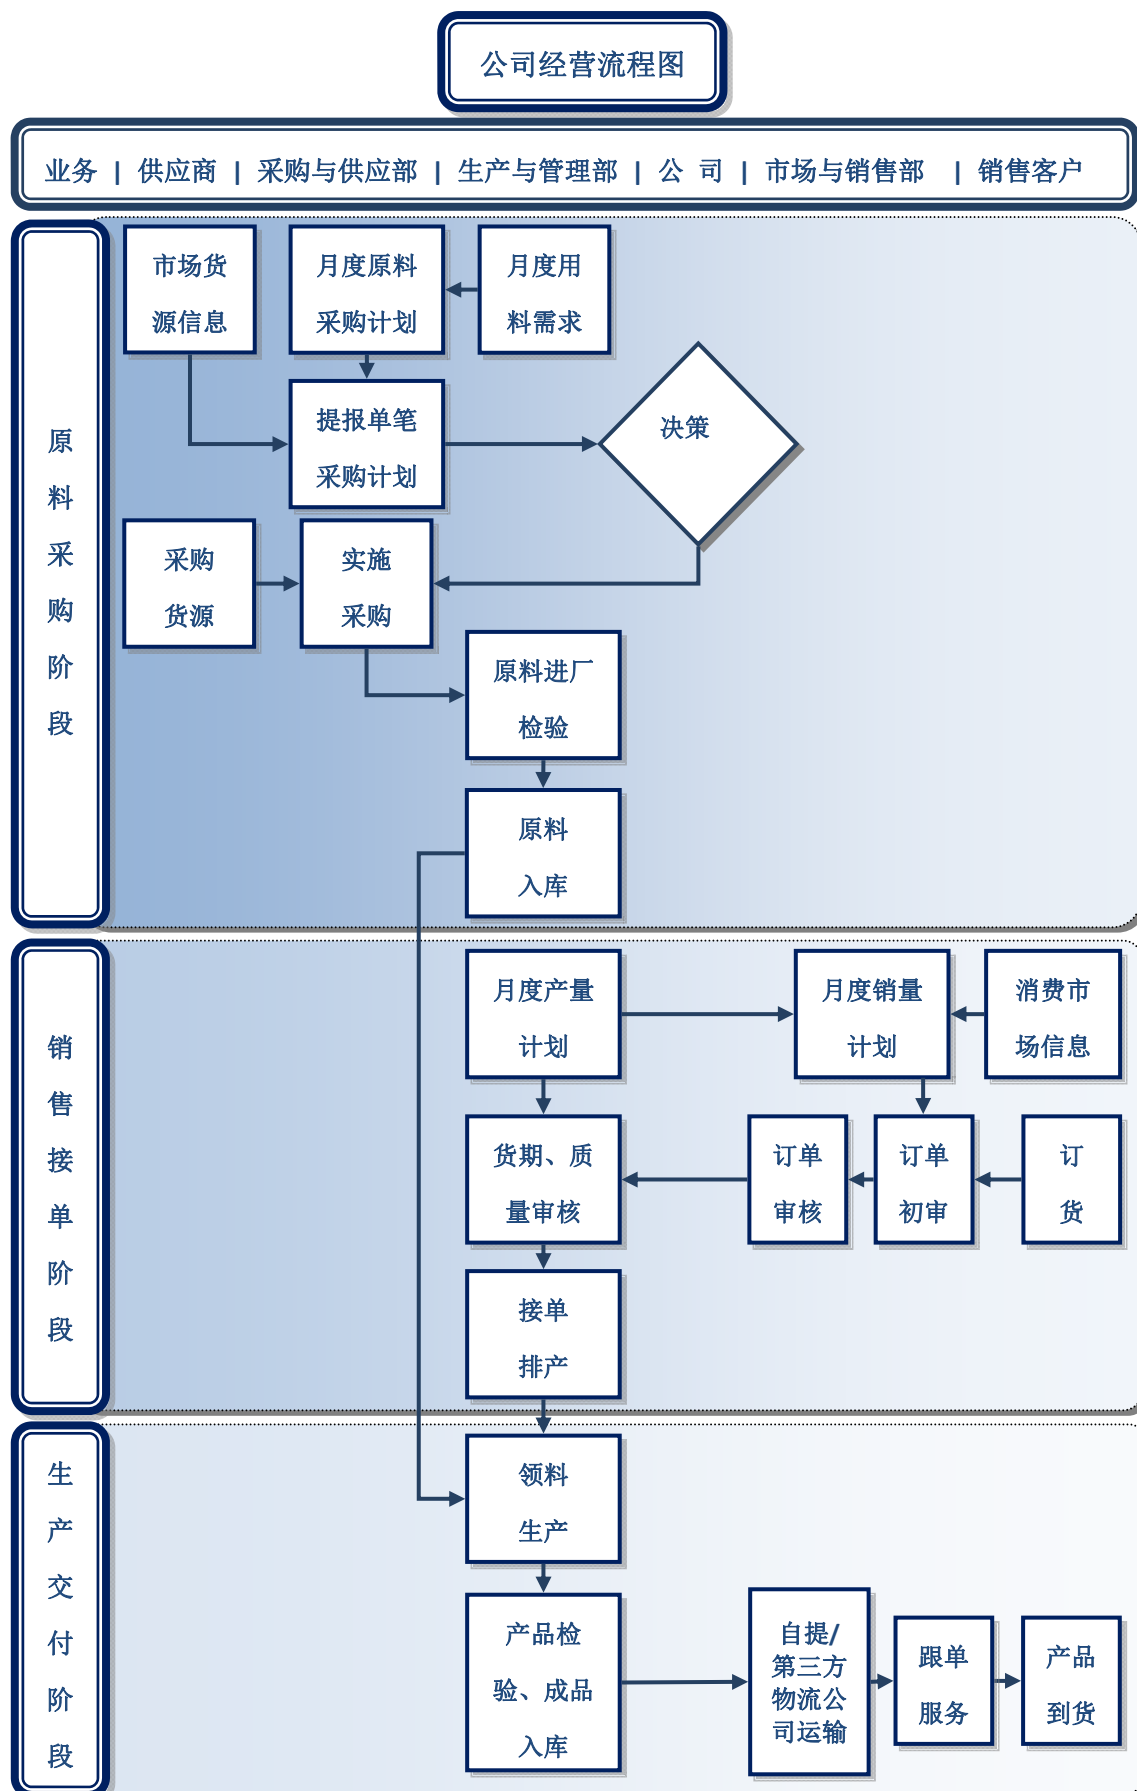 公司经营流程图
业务 | 供应商 | 采购与供应部 | 生产与管理部 | 公 司 | 市场与销售部 | 销售客户
原
料
采
购
阶
段
市场货
源信息
月度原料
采购计划
月度用
料需求
提报单笔
采购计划
决策
采购
货源
实施
采购
原料进厂
检验
原料
入库
销
售
接
单
阶
段
月度产量
计划
月度销量
计划
消费市
场信息
货期、质
量审核
订单
审核
订单
初审
订
货
接单
排产
生
产
交
付
阶
段
领料
生产
产品检
验、成品
入库
自提/
第三方
物流公
司运输
跟单
服务
产品
到货